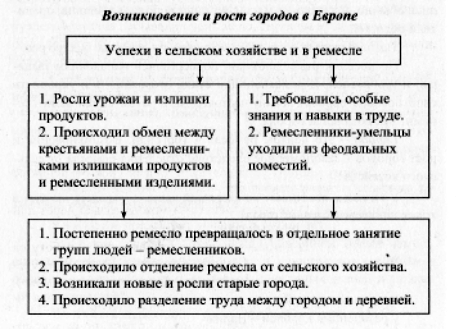 Возникновение и рост городов в Европе
Успехи в сельском хозяйстве и в ремесле
1. Росли урожаи и излишки
продуктов.
2. Происходил обмен между
крестьянами и ремесленни-
ками излишками продуктов
и ремесленными изделиями.
1. Требовались особые
знания и навыки в труде.
2. Ремесленники-умельцы
уходили из феодальных
поместий.
1. Постепенно ремесло превращалось в отдельное занятие
групп людей – ремесленников.
2. Происходило отделение ремесла от сельского хозяйства.
3. Возникали новые и росли старые города.
4. Происходило разделение труда между городом и деревней.